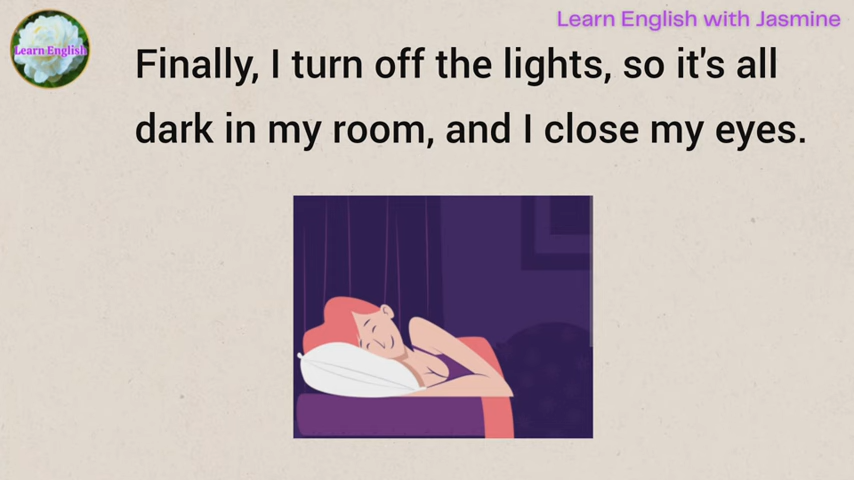 Learn English with Jasmine
Learn English
Finally, I turn off the lights, so it's all
dark in my room, and I close my eyes.